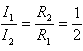 I₁/I₂ = R₂/R₁ = 1/2